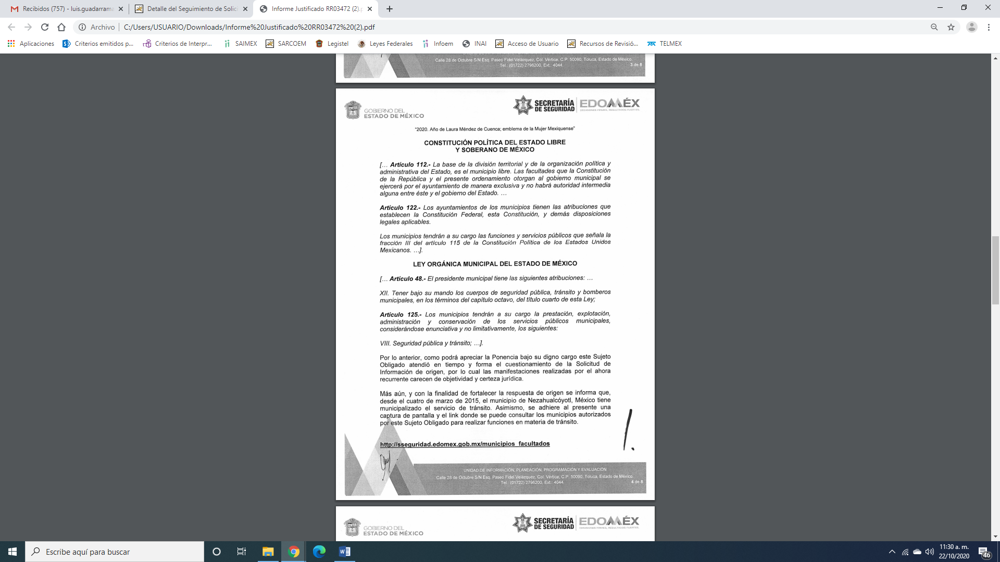 Recibidos (757) - luis.guadarrama
Detalle del Seguimiento de Solici
Informe Justificado RR03472 (2).p
Archivo
C:/Users/USUARIO/Downloads/Informe%20Justificado%20RR03472%20(2).pdf
Aplicaciones
Criterios emitidos p...
Criterios de Interpr...
SAIMEX
SARCOEM
Legistel
Leyes Federales
Infoem
INAI
Acceso de Usuario
Recursos de Revisió...
TELMEX
Calle 28 de Octubre S/N Esq. Paseo Fidel Velázquez, Col. Vértice, C.P. 50090, Toluca, Estado de México.
Tel.: (01722) 2796200, Ext.: 4044.
3 de 8
GOBIERNO DEL
ESTADO DE MÉXICO
SECRETARÍA
DE SEGURIDAD
EDOMÉX
DECISIONES FIRMES, RESULTADOS FUERTES.
"2020. Año de Laura Méndez de Cuenca; emblema de la Mujer Mexiquense"
CONSTITUCIÓN POLÍTICA DEL ESTADO LIBRE
Y SOBERANO DE MÉXICO
[… Artículo 112.- La base de la división territorial y de la organización política y
administrativa del Estado, es el municipio libre. Las facultades que la Constitución
de la República y el presente ordenamiento otorgan al gobierno municipal se
ejercerá por el ayuntamiento de manera exclusiva y no habrá autoridad intermedia
alguna entre éste y el gobierno del Estado. …
Artículo 122.- Los ayuntamientos de los municipios tienen las atribuciones que
establecen la Constitución Federal, esta Constitución, y demás disposiciones
legales aplicables.
Los municipios tendrán a su cargo las funciones y servicios públicos que señala la
fracción III del artículo 115 de la Constitución Política de los Estados Unidos
Mexicanos. …].
LEY ORGÁNICA MUNICIPAL DEL ESTADO DE MÉXICO
[… Artículo 48.- El presidente municipal tiene las siguientes atribuciones: …
XII. Tener bajo su mando los cuerpos de seguridad pública, tránsito y bomberos
municipales, en los términos del capítulo octavo, del título cuarto de esta Ley;
Artículo 125.- Los municipios tendrán a su cargo la prestación, explotación,
administración y conservación de los servicios públicos municipales,
considerándose enunciativa y no limitativamente, los siguientes:
VIII. Seguridad pública y tránsito; …].
Por lo anterior, como podrá apreciar la Ponencia bajo su digno cargo este Sujeto
Obligado atendió en tiempo y forma el cuestionamiento de la Solicitud de
Información de origen, por lo cual las manifestaciones realizadas por el ahora
recurrente carecen de objetividad y certeza jurídica.
Más aún, y con la finalidad de fortalecer la respuesta de origen se informa que,
desde el cuatro de marzo de 2015, el municipio de Nezahualcóyotl, México tiene
municipalizado el servicio de tránsito. Asimismo, se adhiere al presente una
captura de pantalla y el link donde se puede consultar los municipios autorizados
por este Sujeto Obligado para realizar funciones en materia de tránsito.
http://sseguridad.edomex.gob.mx/municipios_facultados
UNIDAD DE INFORMACIÓN, PLANEACIÓN, PROGRAMACIÓN Y EVALUACIÓN
Calle 28 de Octubre S/N Esq. Paseo Fidel Velázquez, Col. Vértice, C.P. 50090, Toluca, Estado de México.
Tel.: (01722) 2796200, Ext.: 4044.
4 de 8
GOBIERNO DEL
ESTADO DE MÉXICO
SECRETARÍA
DE SEGURIDAD
EDOMÉX
DECISIONES FIRMES, RESULTADOS FUERTES.
Escribe aquí para buscar
11:30 a. m.
22/10/2020
46